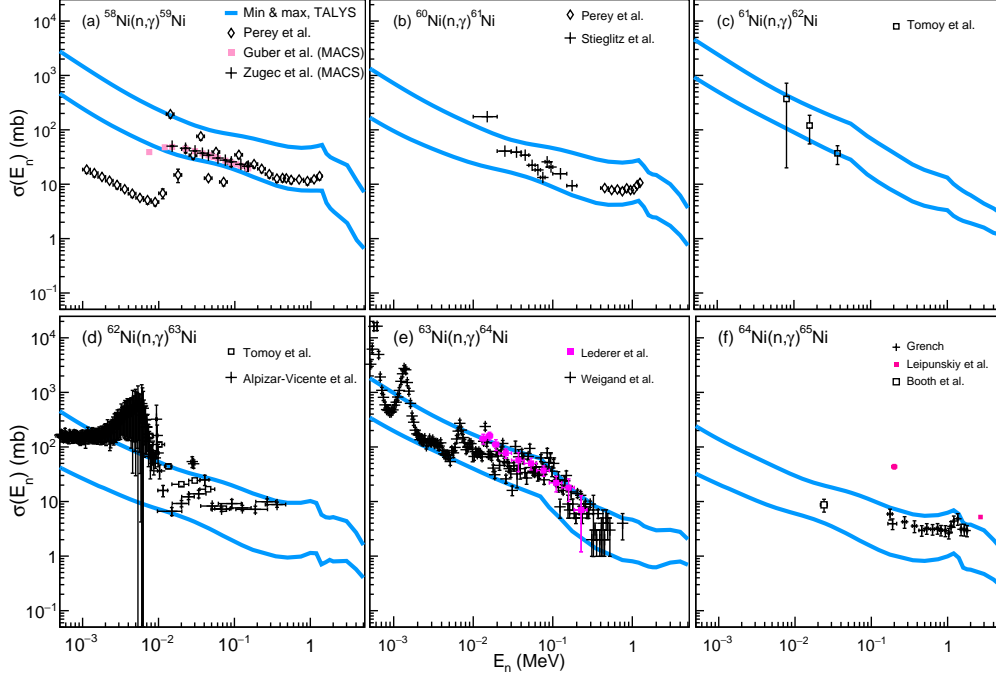 (a) ⁵⁸Ni(n,γ)⁵⁹Ni
Min & max, TALYS
Perey et al.
Guber et al. (MACS)
Zugec et al. (MACS)
(b) ⁶⁰Ni(n,γ)⁶¹Ni
Perey et al.
Stieglitz et al.
(c) ⁶¹Ni(n,γ)⁶²Ni
Tomoy et al.
σ(Eₙ) (mb)
10⁴
10³
10²
10
1
10⁻¹
(d) ⁶²Ni(n,γ)⁶³Ni
Tomoy et al.
Alpizar-Vicente et al.
(e) ⁶³Ni(n,γ)⁶⁴Ni
Lederer et al.
Weigand et al.
(f) ⁶⁴Ni(n,γ)⁶⁵Ni
Grench
Leipunskiy et al.
Booth et al.
σ(Eₙ) (mb)
10⁴
10³
10²
10
1
10⁻¹
10⁻³ 10⁻² 10⁻¹ 1
10⁻³ 10⁻² 10⁻¹ 1
10⁻³ 10⁻² 10⁻¹ 1
Eₙ (MeV)